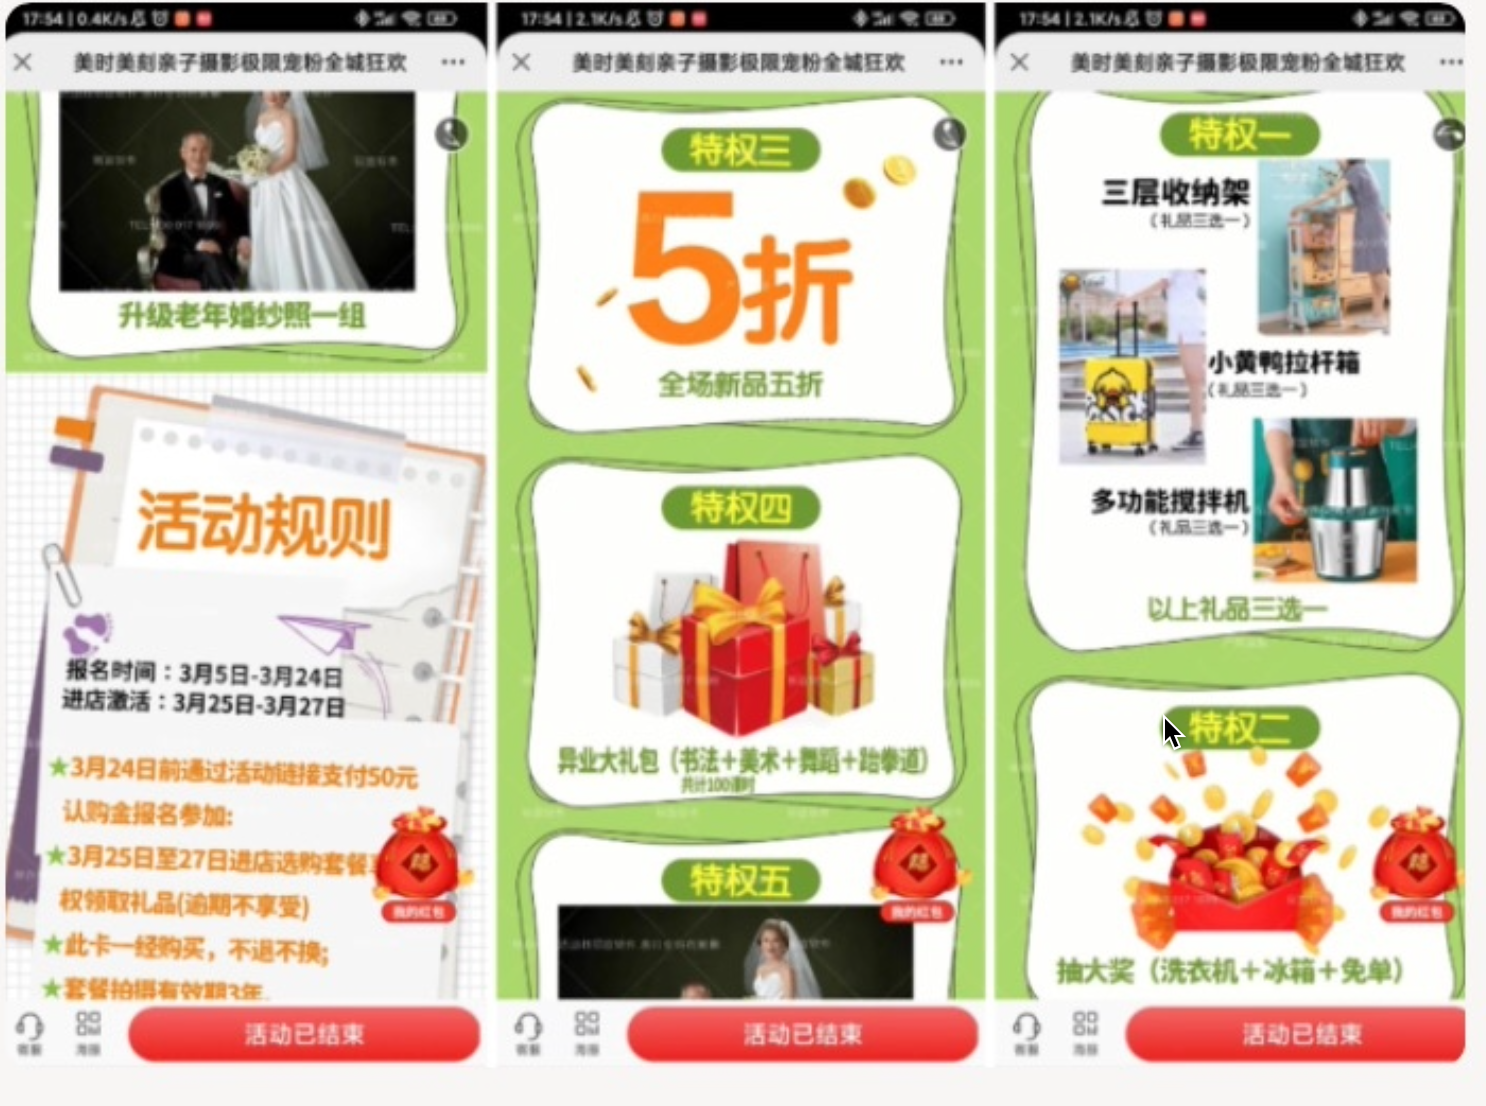 17:54 | 0.4K/s
美时美刻亲子摄影极限宠粉全城狂欢
升级老年婚纱照一组
活动规则
报名时间：3月5日-3月24日
进店激活：3月25日-3月27日
★3月24日前通过活动链接支付50元
认购金报名参加:
★3月25日至27日进店选购套餐
权领取礼品(逾期不享受)
★此卡一经购买，不退不换;
★套餐拍摄有效期3年
我的红包
客服
海报
活动已结束
17:54 | 2.1K/s
美时美刻亲子摄影极限宠粉全城狂欢
特权三
5折
全场新品五折
特权四
异业大礼包（书法＋美术＋舞蹈＋跆拳道）
共计100课时
特权五
我的红包
客服
海报
活动已结束
17:54 | 2.1K/s
美时美刻亲子摄影极限宠粉全城狂欢
特权一
三层收纳架
（礼品三选一）
小黄鸭拉杆箱
（礼品三选一）
多功能搅拌机
（礼品三选一）
以上礼品三选一
特权二
抽大奖（洗衣机＋冰箱＋免单）
我的红包
客服
海报
活动已结束